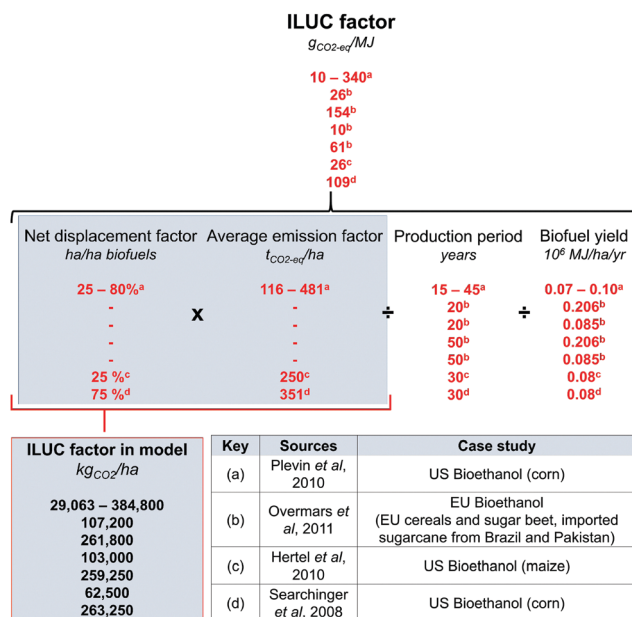 ILUC factor
gCO2-eq/MJ
10 – 340a
26b
154b
10b
61b
26c
109d
Net displacement factor Average emission factor Production period Biofuel yield
ha/ha biofuels tCO2-eq/ha years 10⁶ MJ/ha/yr
25 – 80%a 116 – 481a 15 – 45a 0.07 – 0.10a
- - 20b 0.206b
x ÷ ÷
- - 20b 0.085b
- - 50b 0.206b
- - 50b 0.085b
25 %c 250c 30c 0.08c
75 %d 351d 30d 0.08d
ILUC factor in model
kgCO2/ha
29,063 – 384,800
107,200
261,800
103,000
259,250
62,500
263,250
Key Sources Case study
(a) Plevin et al, 2010 US Bioethanol (corn)
(b) Overmars et al, 2011 EU Bioethanol
(EU cereals and sugar beet, imported
sugarcane from Brazil and Pakistan)
(c) Hertel et al, 2010 US Bioethanol (maize)
(d) Searchinger et al. 2008 US Bioethanol (corn)